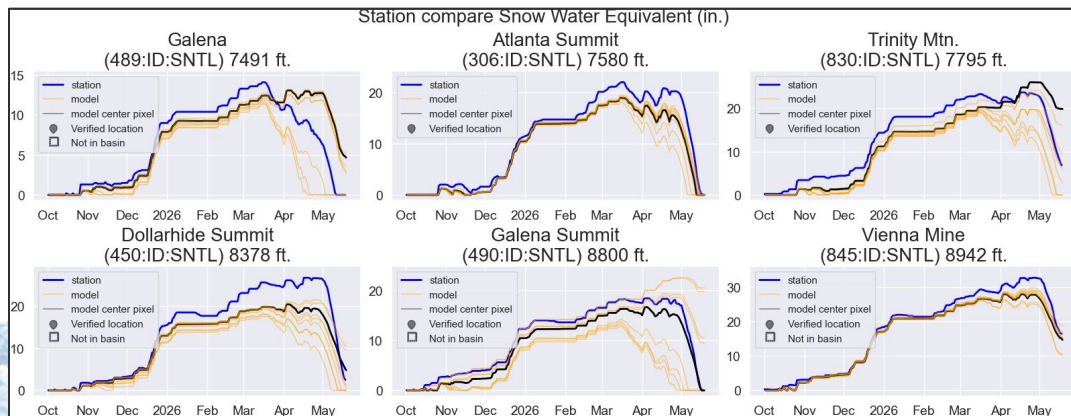 Station compare Snow Water Equivalent (in.)
Galena
(489:ID:SNTL) 7491 ft.
station
model
model center pixel
Verified location
Not in basin
15
10
5
0
Oct Nov Dec 2026 Feb Mar Apr May
Atlanta Summit
(306:ID:SNTL) 7580 ft.
station
model
model center pixel
Verified location
Not in basin
20
10
0
Oct Nov Dec 2026 Feb Mar Apr May
Trinity Mtn.
(830:ID:SNTL) 7795 ft.
station
model
model center pixel
Verified location
Not in basin
20
10
0
Oct Nov Dec 2026 Feb Mar Apr May
Dollarhide Summit
(450:ID:SNTL) 8378 ft.
station
model
model center pixel
Verified location
Not in basin
20
10
0
Oct Nov Dec 2026 Feb Mar Apr May
Galena Summit
(490:ID:SNTL) 8800 ft.
station
model
model center pixel
Verified location
Not in basin
20
10
0
Oct Nov Dec 2026 Feb Mar Apr May
Vienna Mine
(845:ID:SNTL) 8942 ft.
station
model
model center pixel
Verified location
Not in basin
30
20
10
0
Oct Nov Dec 2026 Feb Mar Apr May